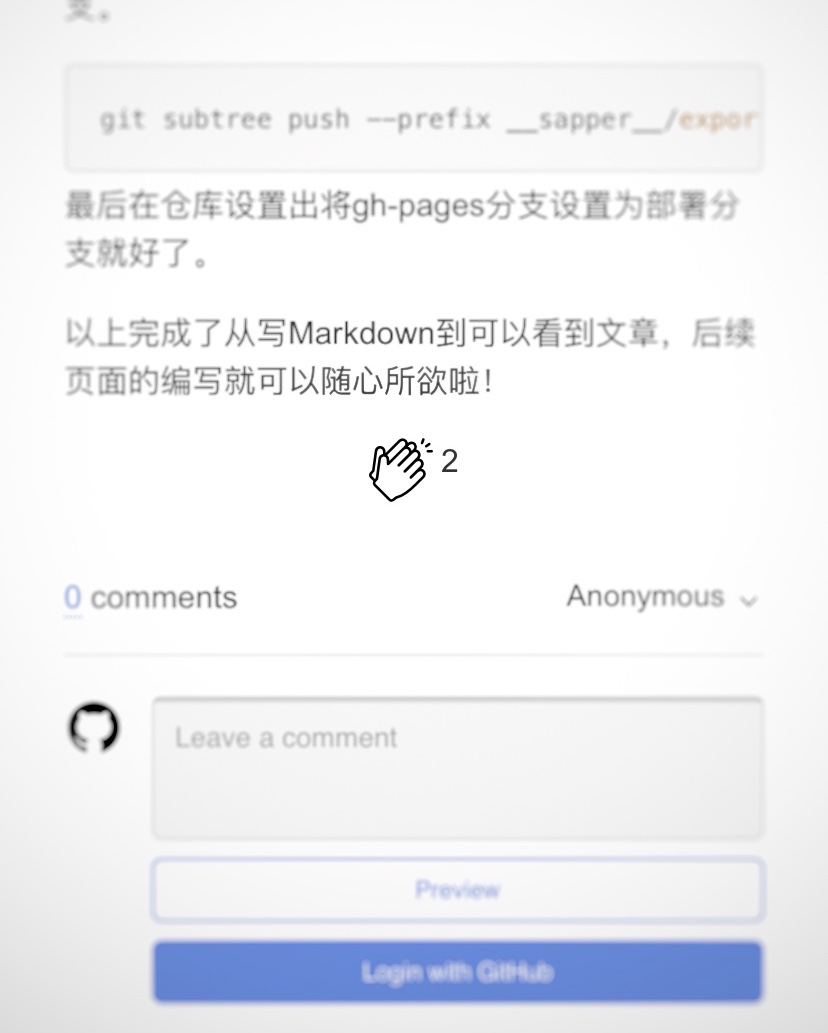 支。
git subtree push --prefix __sapper__/expor
最后在仓库设置出将gh-pages分支设置为部署分
支就好了。
以上完成了从写Markdown到可以看到文章，后续
页面的编写就可以随心所欲啦！
2
0 comments
Anonymous
Leave a comment
Preview
Login with GitHub